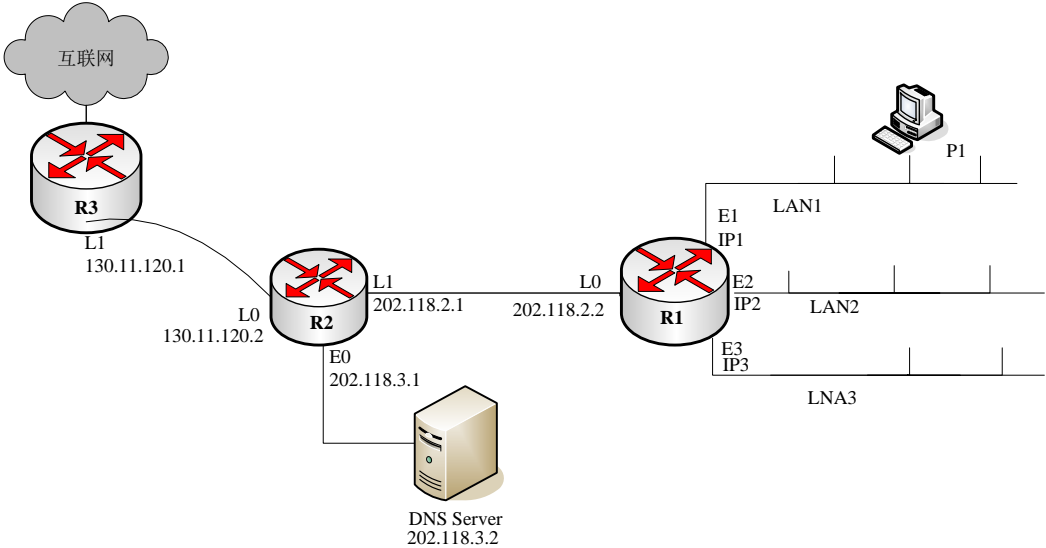 互联网
R3
L1
130.11.120.1
L0
130.11.120.2
R2
L1
202.118.2.1
E0
202.118.3.1
DNS Server
202.118.3.2
L0
202.118.2.2
R1
E1
IP1
E2
IP2
E3
IP3
P1
LAN1
LAN2
LNA3